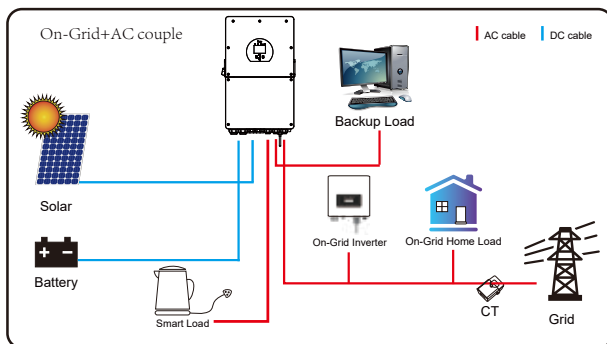 On-Grid+AC couple
AC cable
DC cable
Backup Load
Solar
On-Grid Inverter
On-Grid Home Load
Battery
Smart Load
CT
Grid